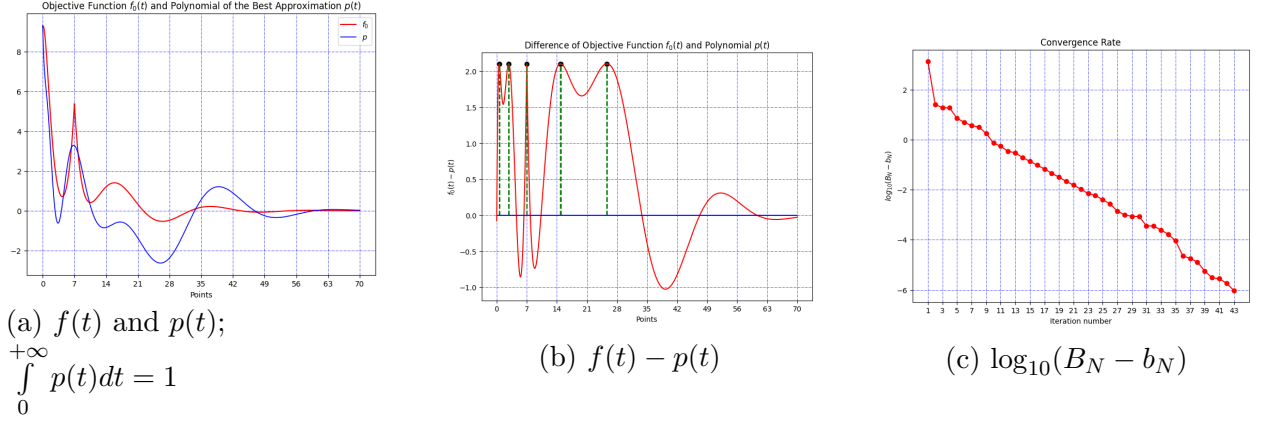 Objective Function f₀(t) and Polynomial of the Best Approximation p(t)
f₀
p
8
6
4
2
0
−2
0 7 14 21 28 35 42 49 56 63 70
Points
(a) f(t) and p(t);
+∞
∫ p(t)dt = 1
0
Difference of Objective Function f₀(t) and Polynomial p(t)
f₀(t) − p(t)
2.0
1.5
1.0
0.5
0.0
−0.5
−1.0
0 7 14 21 28 35 42 49 56 63 70
Points
(b) f(t) − p(t)
Convergence Rate
log₁₀(B_N − b_N)
2
0
−2
−4
−6
1 3 5 7 9 11 13 15 17 19 21 23 25 27 29 31 33 35 37 39 41 43
Iteration number
(c) log₁₀(B_N − b_N)